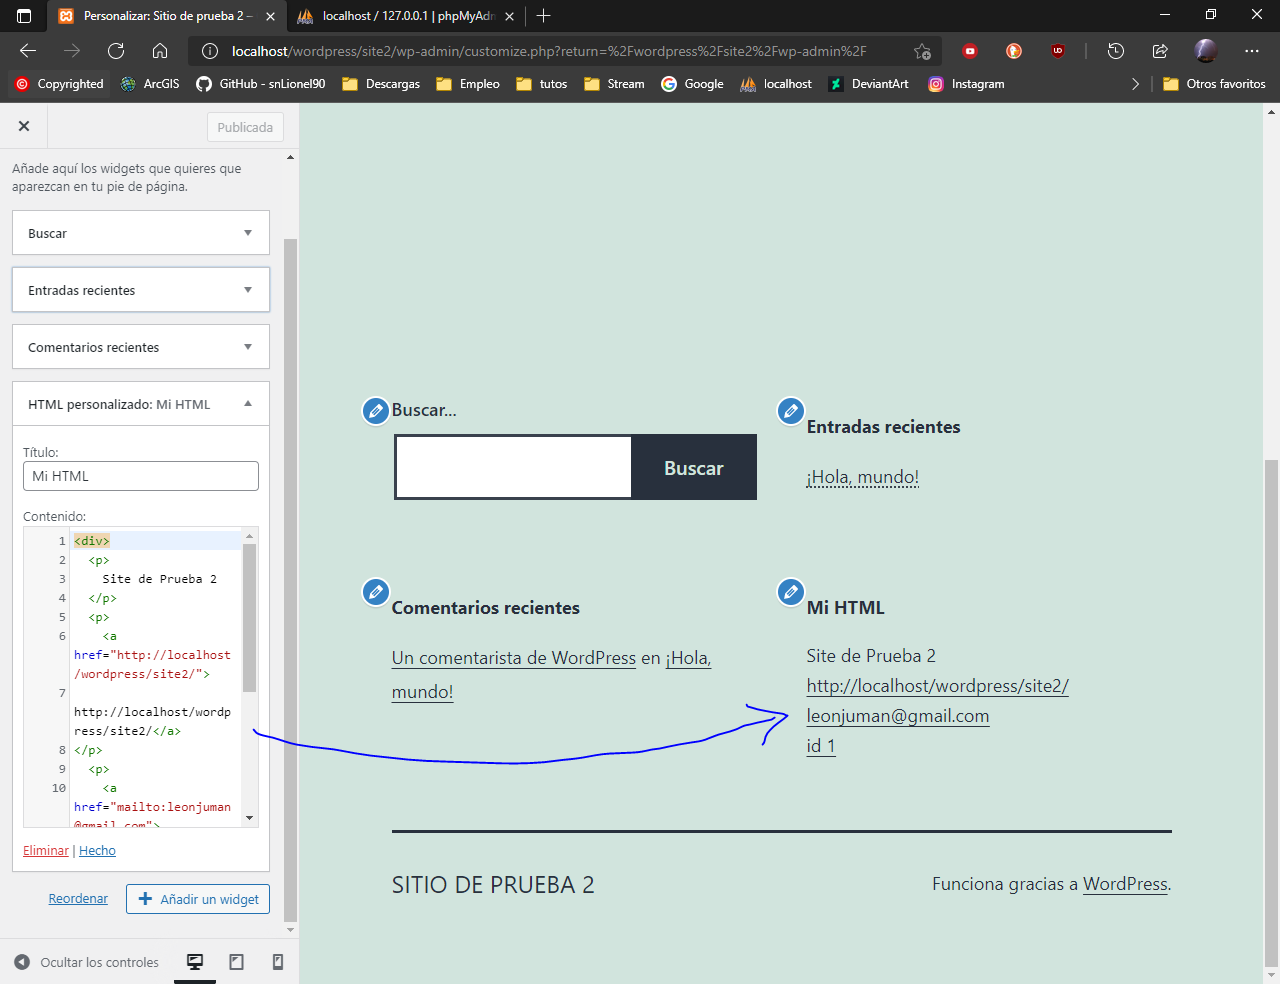 Personalizar: Sitio de prueba 2 –
localhost / 127.0.0.1 | phpMyAdm
localhost/wordpress/site2/wp-admin/customize.php?return=%2Fwordpress%2Fsite2%2Fwp-admin%2F
Copyrighted
ArcGIS
GitHub - snLionel90
Descargas
Empleo
tutos
Stream
Google
localhost
DeviantArt
Instagram
Otros favoritos
Publicada
Añade aquí los widgets que quieres que
aparezcan en tu pie de página.
Buscar
Entradas recientes
Comentarios recientes
HTML personalizado: Mi HTML
Título:
Mi HTML
Contenido:
1 <div>
2 <p>
3 Site de Prueba 2
4 </p>
5 <p>
6 <a
href="http://localhost
/wordpress/site2/">
7
http://localhost/wordp
ress/site2/</a>
8 </p>
9 <p>
10 <a
href="mailto:leonjuman
@gmail.com">
Eliminar | Hecho
Reordenar
Añadir un widget
Ocultar los controles
Buscar...
Buscar
Entradas recientes
¡Hola, mundo!
Comentarios recientes
Un comentarista de WordPress en ¡Hola,
mundo!
Mi HTML
Site de Prueba 2
http://localhost/wordpress/site2/
leonjuman@gmail.com
id 1
SITIO DE PRUEBA 2
Funciona gracias a WordPress.